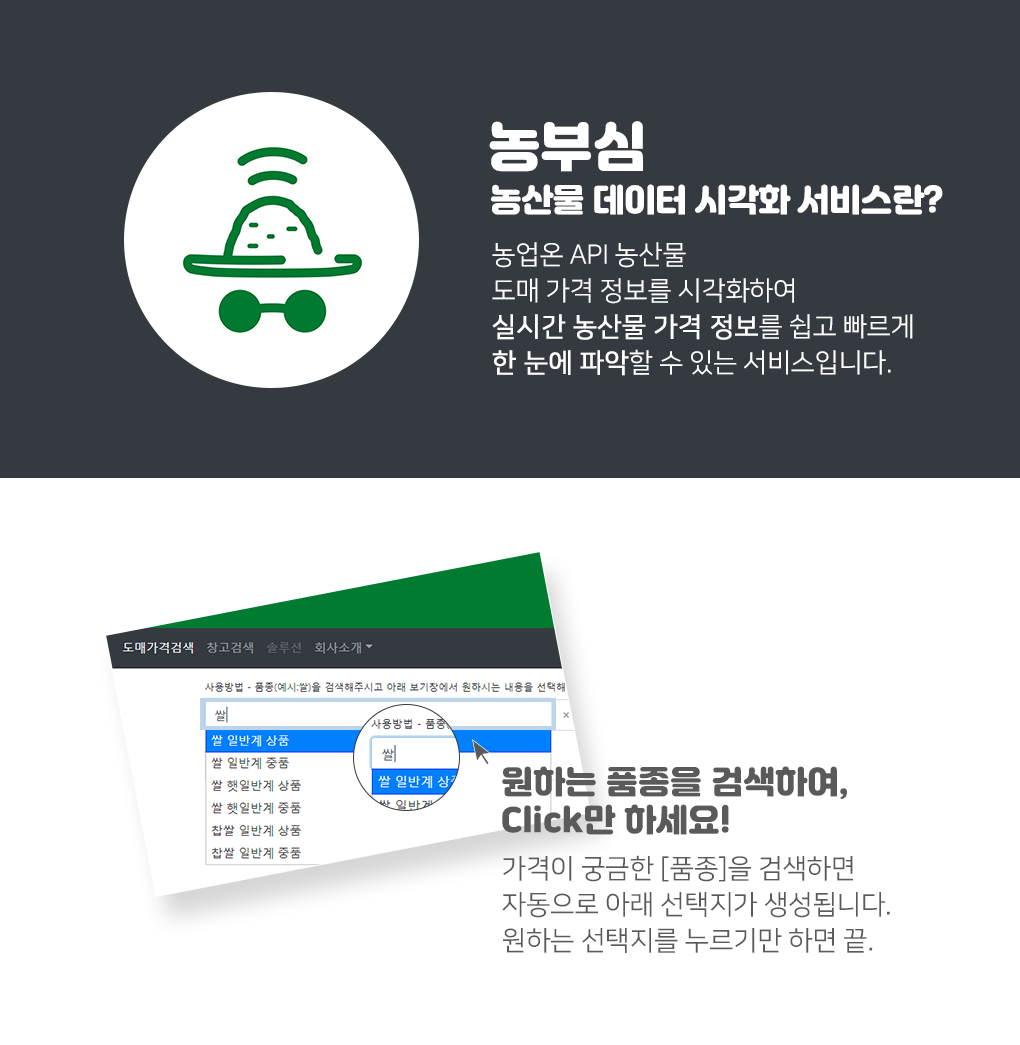 농부심
농산물 데이터 시각화 서비스란?
농업온 API 농산물
도매 가격 정보를 시각화하여
실시간 농산물 가격 정보를 쉽고 빠르게
한 눈에 파악할 수 있는 서비스입니다.
도매가격검색 창고검색 솔루션 회사소개
사용방법 - 품종(예시:쌀)을 검색해주시고 아래 보기창에서 원하시는 내용을 선택해
쌀
×
쌀 일반계 상품
쌀 일반계 중품
쌀 햇일반계 상품
쌀 햇일반계 중품
찹쌀 일반계 상품
찹쌀 일반계 중품
사용방법 - 품종
쌀
쌀 일반계 상품
쌀 일반계
원하는 품종을 검색하여,
Click만 하세요!
가격이 궁금한 [품종]을 검색하면
자동으로 아래 선택지가 생성됩니다.
원하는 선택지를 누르기만 하면 끝.